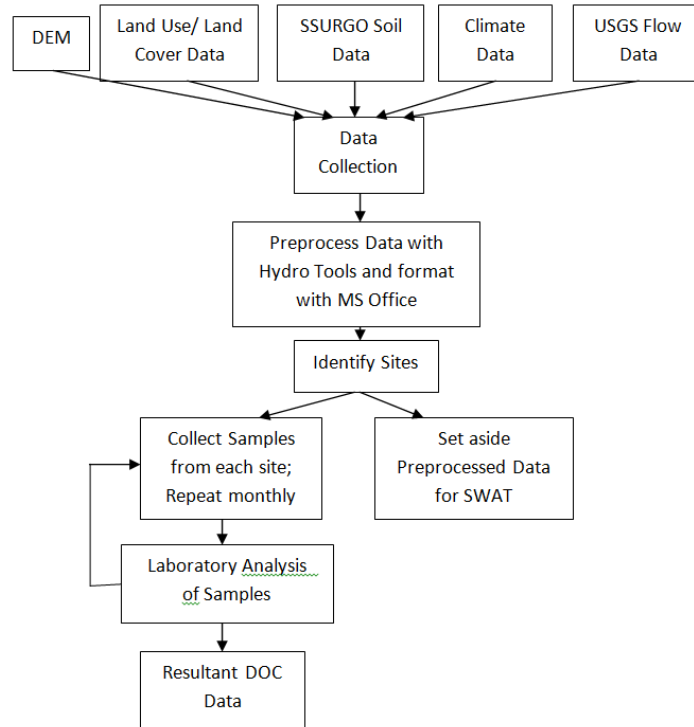 DEM
Land Use/ Land
Cover Data
SSURGO Soil
Data
Climate
Data
USGS Flow
Data
Data
Collection
Preprocess Data with
Hydro Tools and format
with MS Office
Identify Sites
Collect Samples
from each site;
Repeat monthly
Set aside
Preprocessed Data
for SWAT
Laboratory Analysis
of Samples
Resultant DOC
Data